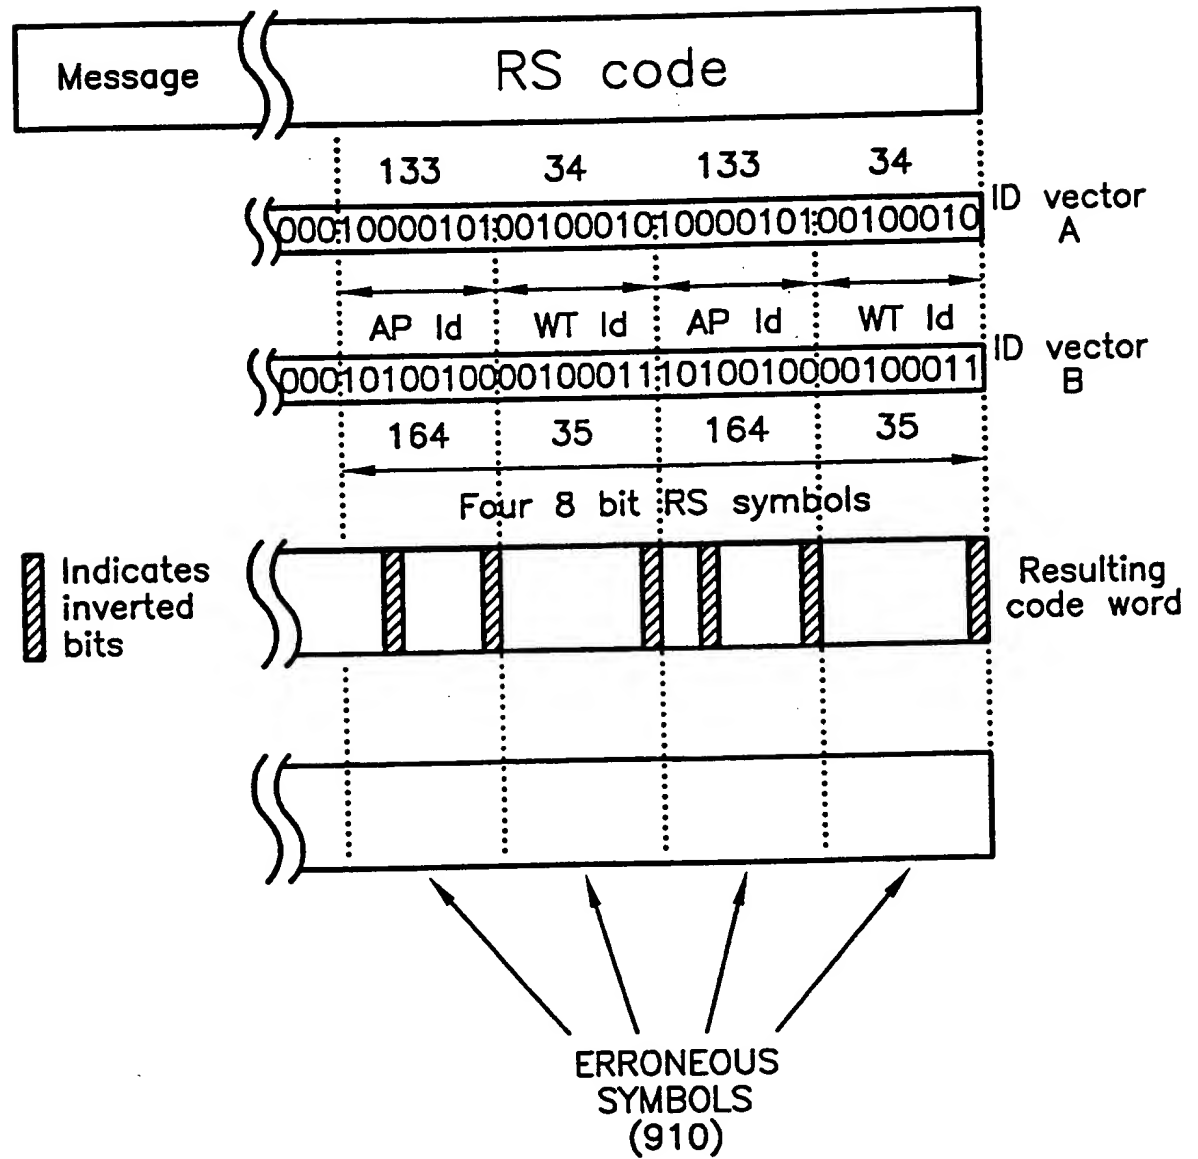 Message
RS code
133 34 133 34
00010000101001000101000010100100010
ID vector
A
AP Id WT Id AP Id WT Id
00010100100001000111010010000100011
ID vector
B
164 35 164 35
Four 8 bit RS symbols
Indicates
inverted
bits
Resulting
code word
ERRONEOUS
SYMBOLS
(910)